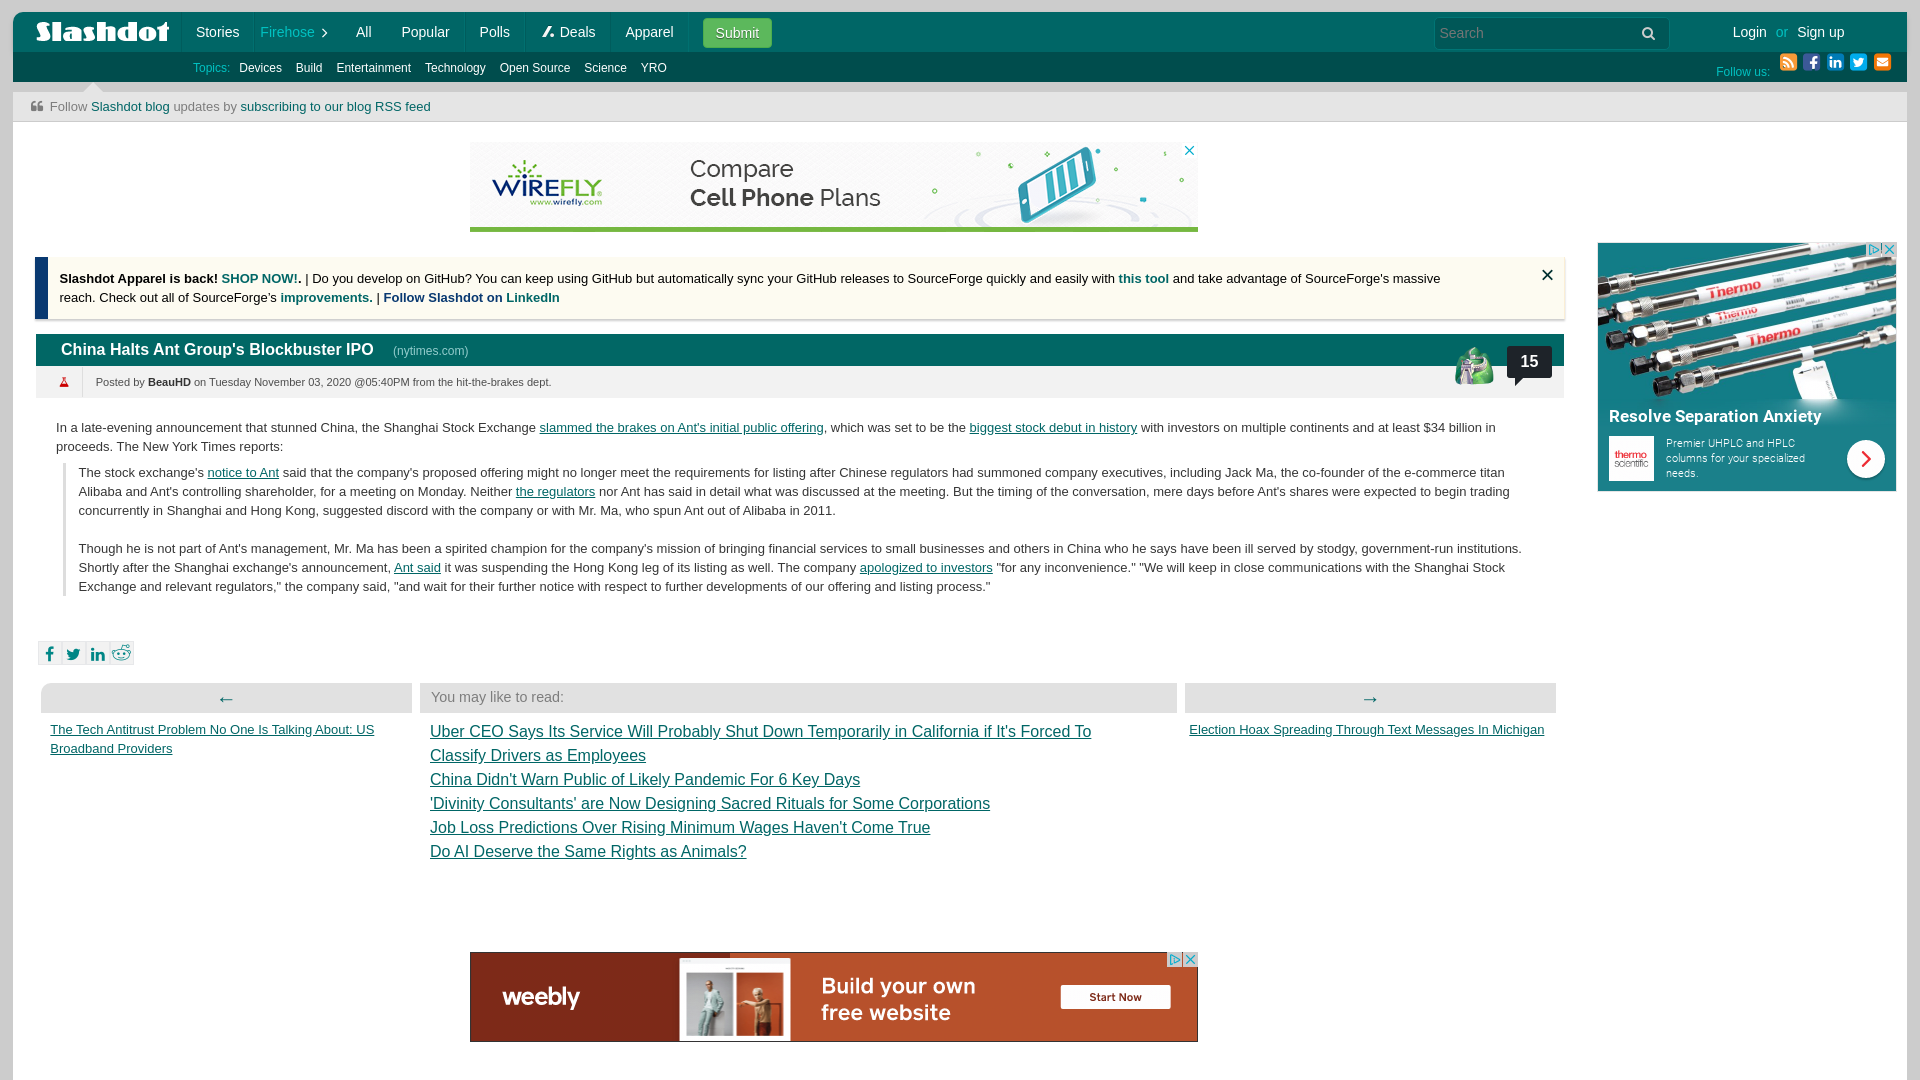 Slashdot
Stories
Firehose
All
Popular
Polls
Deals
Apparel
Submit
Search
Login or Sign up
Topics: Devices Build Entertainment Technology Open Source Science YRO
Follow us:
Follow Slashdot blog updates by subscribing to our blog RSS feed
WIREFLY
www.wirefly.com
Compare
Cell Phone Plans
Slashdot Apparel is back! SHOP NOW!. | Do you develop on GitHub? You can keep using GitHub but automatically sync your GitHub releases to SourceForge quickly and easily with this tool and take advantage of SourceForge's massive
reach. Check out all of SourceForge's improvements. | Follow Slashdot on LinkedIn
China Halts Ant Group's Blockbuster IPO (nytimes.com)
15
Posted by BeauHD on Tuesday November 03, 2020 @05:40PM from the hit-the-brakes dept.
In a late-evening announcement that stunned China, the Shanghai Stock Exchange slammed the brakes on Ant's initial public offering, which was set to be the biggest stock debut in history with investors on multiple continents and at least $34 billion in
proceeds. The New York Times reports:
The stock exchange's notice to Ant said that the company's proposed offering might no longer meet the requirements for listing after Chinese regulators had summoned company executives, including Jack Ma, the co-founder of the e-commerce titan
Alibaba and Ant's controlling shareholder, for a meeting on Monday. Neither the regulators nor Ant has said in detail what was discussed at the meeting. But the timing of the conversation, mere days before Ant's shares were expected to begin trading
concurrently in Shanghai and Hong Kong, suggested discord with the company or with Mr. Ma, who spun Ant out of Alibaba in 2011.
Though he is not part of Ant's management, Mr. Ma has been a spirited champion for the company's mission of bringing financial services to small businesses and others in China who he says have been ill served by stodgy, government-run institutions.
Shortly after the Shanghai exchange's announcement, Ant said it was suspending the Hong Kong leg of its listing as well. The company apologized to investors "for any inconvenience." "We will keep in close communications with the Shanghai Stock
Exchange and relevant regulators," the company said, "and wait for their further notice with respect to further developments of our offering and listing process."
Thermo
Thermo
Thermo
Resolve Separation Anxiety
thermo
scientific
Premier UHPLC and HPLC
columns for your specialized
needs.
←
The Tech Antitrust Problem No One Is Talking About: US
Broadband Providers
You may like to read:
Uber CEO Says Its Service Will Probably Shut Down Temporarily in California if It's Forced To
Classify Drivers as Employees
China Didn't Warn Public of Likely Pandemic For 6 Key Days
'Divinity Consultants' are Now Designing Sacred Rituals for Some Corporations
Job Loss Predictions Over Rising Minimum Wages Haven't Come True
Do AI Deserve the Same Rights as Animals?
→
Election Hoax Spreading Through Text Messages In Michigan
weebly
Build your own
free website
Start Now